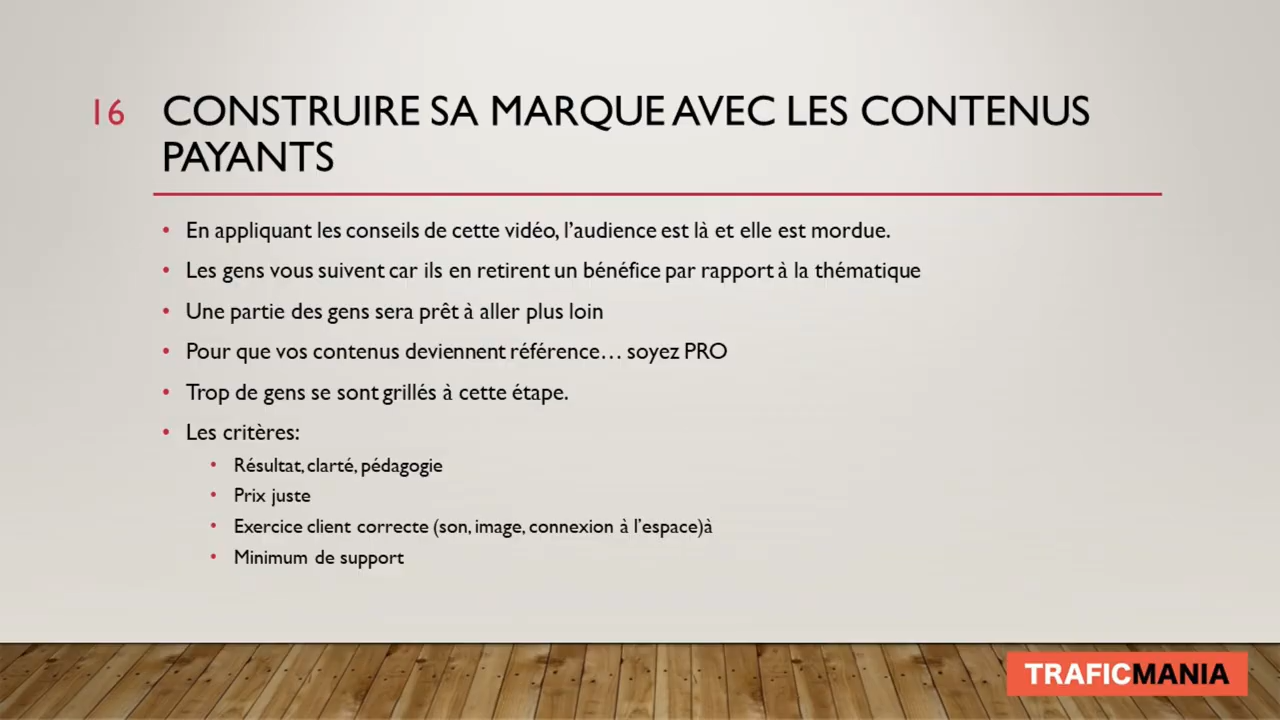 16
CONSTRUIRE SA MARQUE AVEC LES CONTENUS
PAYANTS
• En appliquant les conseils de cette vidéo, l’audience est là et elle est mordue.
• Les gens vous suivent car ils en retirent un bénéfice par rapport à la thématique
• Une partie des gens sera prêt à aller plus loin
• Pour que vos contenus deviennent référence… soyez PRO
• Trop de gens se sont grillés à cette étape.
• Les critères:
• Résultat, clarté, pédagogie
• Prix juste
• Exercice client correcte (son, image, connexion à l’espace)à
• Minimum de support
TRAFICMANIA